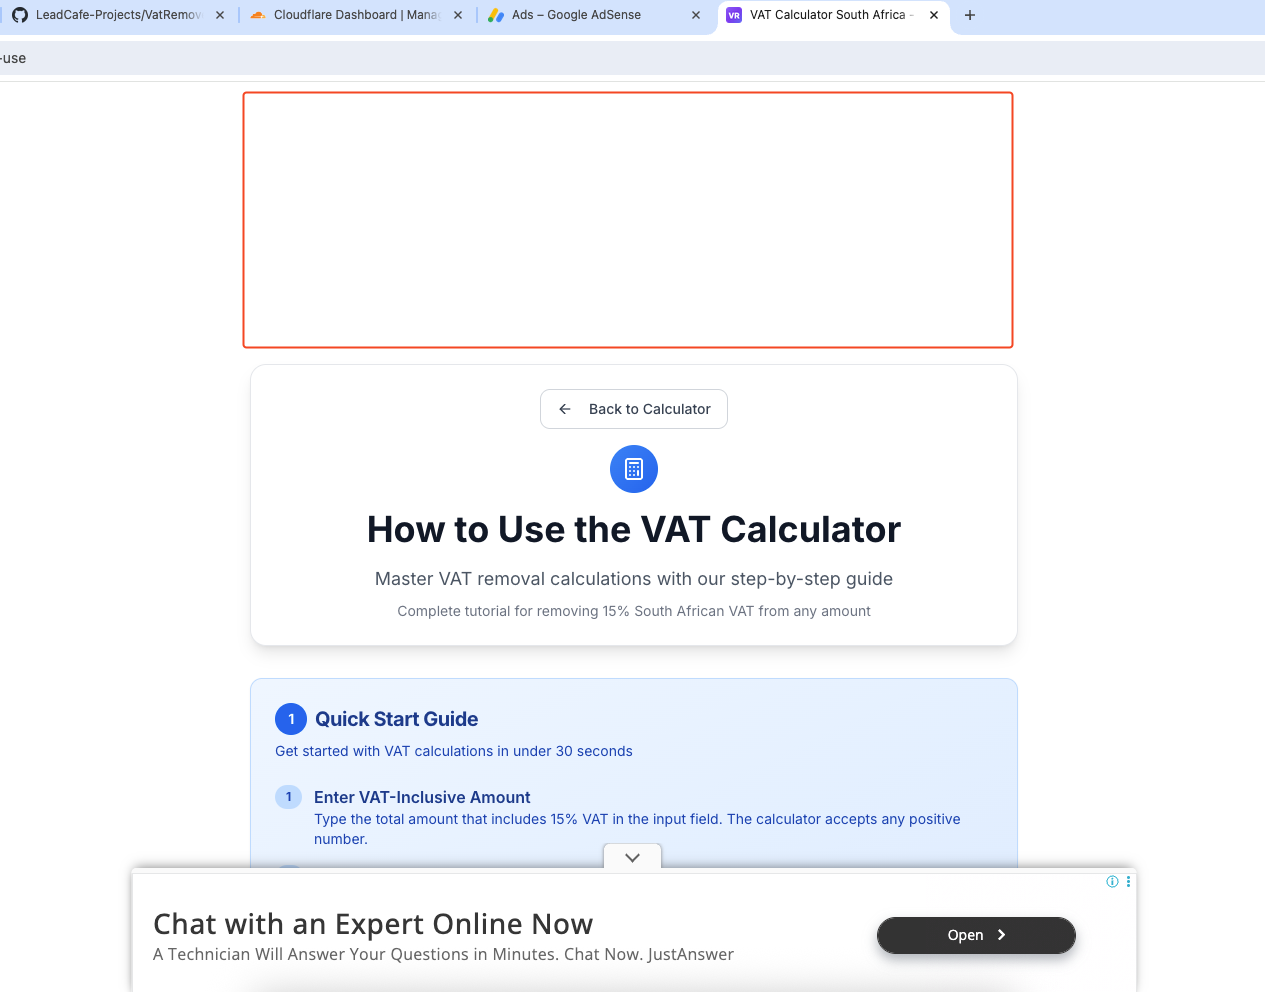 LeadCafe-Projects/VatRemov
Cloudflare Dashboard | Manag
Ads – Google AdSense
VR
VAT Calculator South Africa -
-use
Back to Calculator
How to Use the VAT Calculator
Master VAT removal calculations with our step-by-step guide
Complete tutorial for removing 15% South African VAT from any amount
1 Quick Start Guide
Get started with VAT calculations in under 30 seconds
1 Enter VAT-Inclusive Amount
Type the total amount that includes 15% VAT in the input field. The calculator accepts any positive
number.
Chat with an Expert Online Now
A Technician Will Answer Your Questions in Minutes. Chat Now. JustAnswer
Open